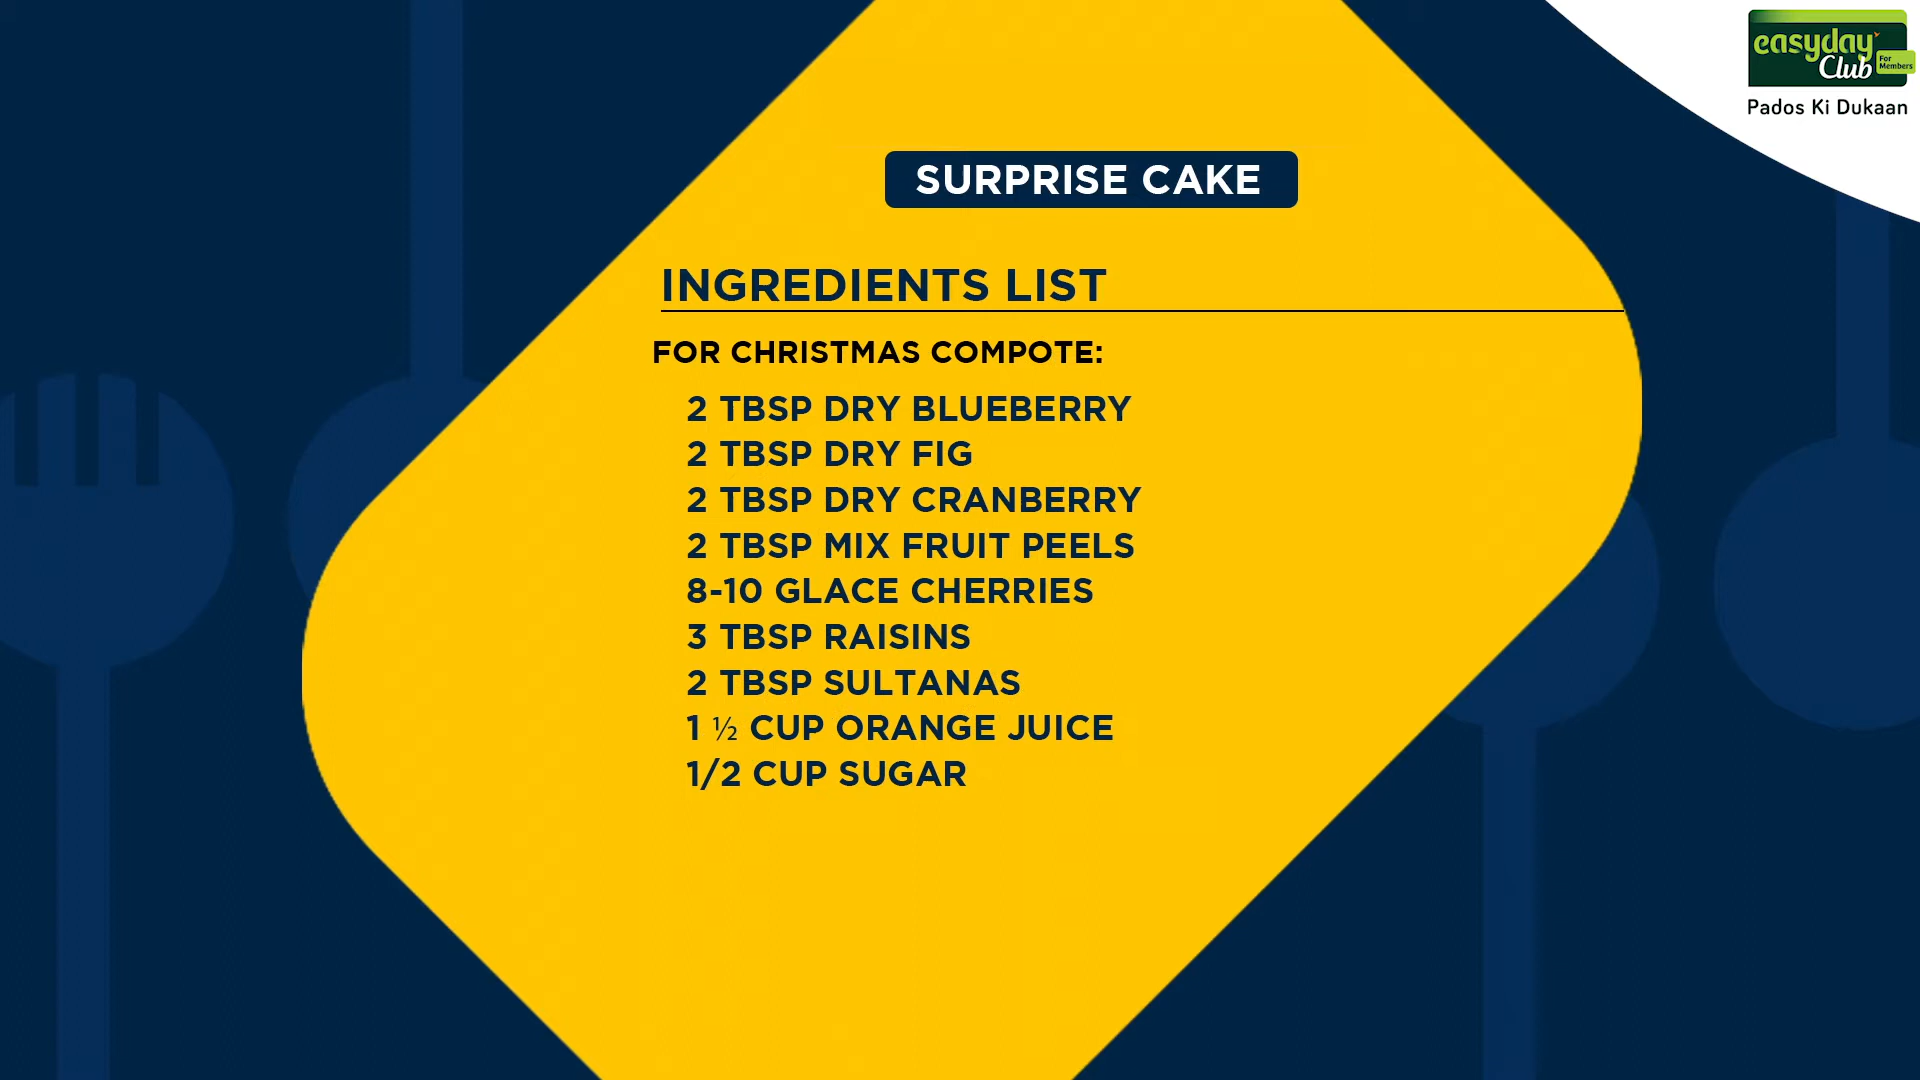 easyday
Club
For
Members
Pados Ki Dukaan
SURPRISE CAKE
INGREDIENTS LIST
FOR CHRISTMAS COMPOTE:
2 TBSP DRY BLUEBERRY
2 TBSP DRY FIG
2 TBSP DRY CRANBERRY
2 TBSP MIX FRUIT PEELS
8-10 GLACE CHERRIES
3 TBSP RAISINS
2 TBSP SULTANAS
1 ½ CUP ORANGE JUICE
1/2 CUP SUGAR